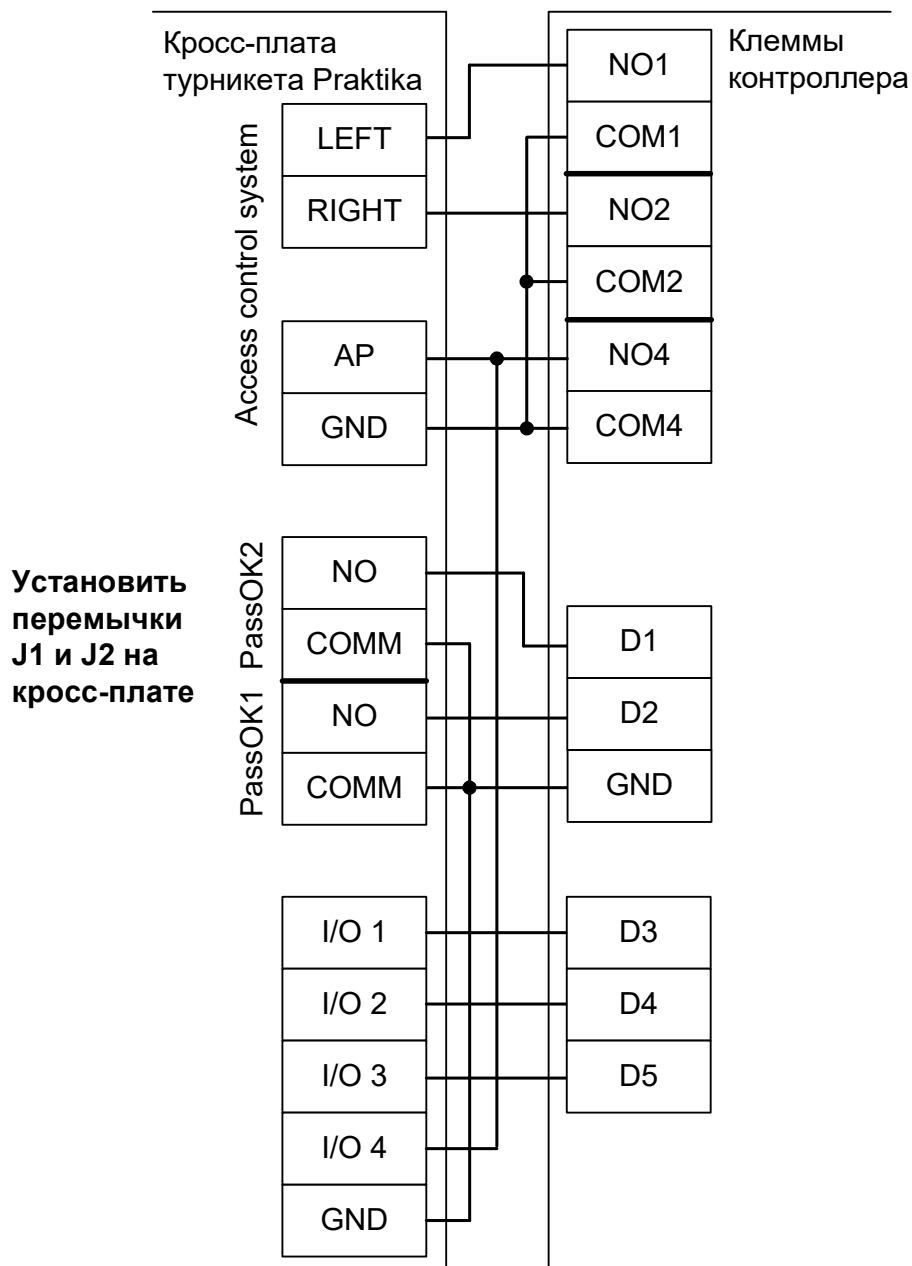 Кросс-плата
турникета Praktika
Клеммы
контроллера
Access control system
LEFT
RIGHT
AP
GND
NO1
COM1
NO2
COM2
NO4
COM4
Установить
перемычки
J1 и J2 на
кросс-плате
PassOK2
NO
COMM
PassOK1
NO
COMM
D1
D2
GND
I/O 1
I/O 2
I/O 3
I/O 4
GND
D3
D4
D5